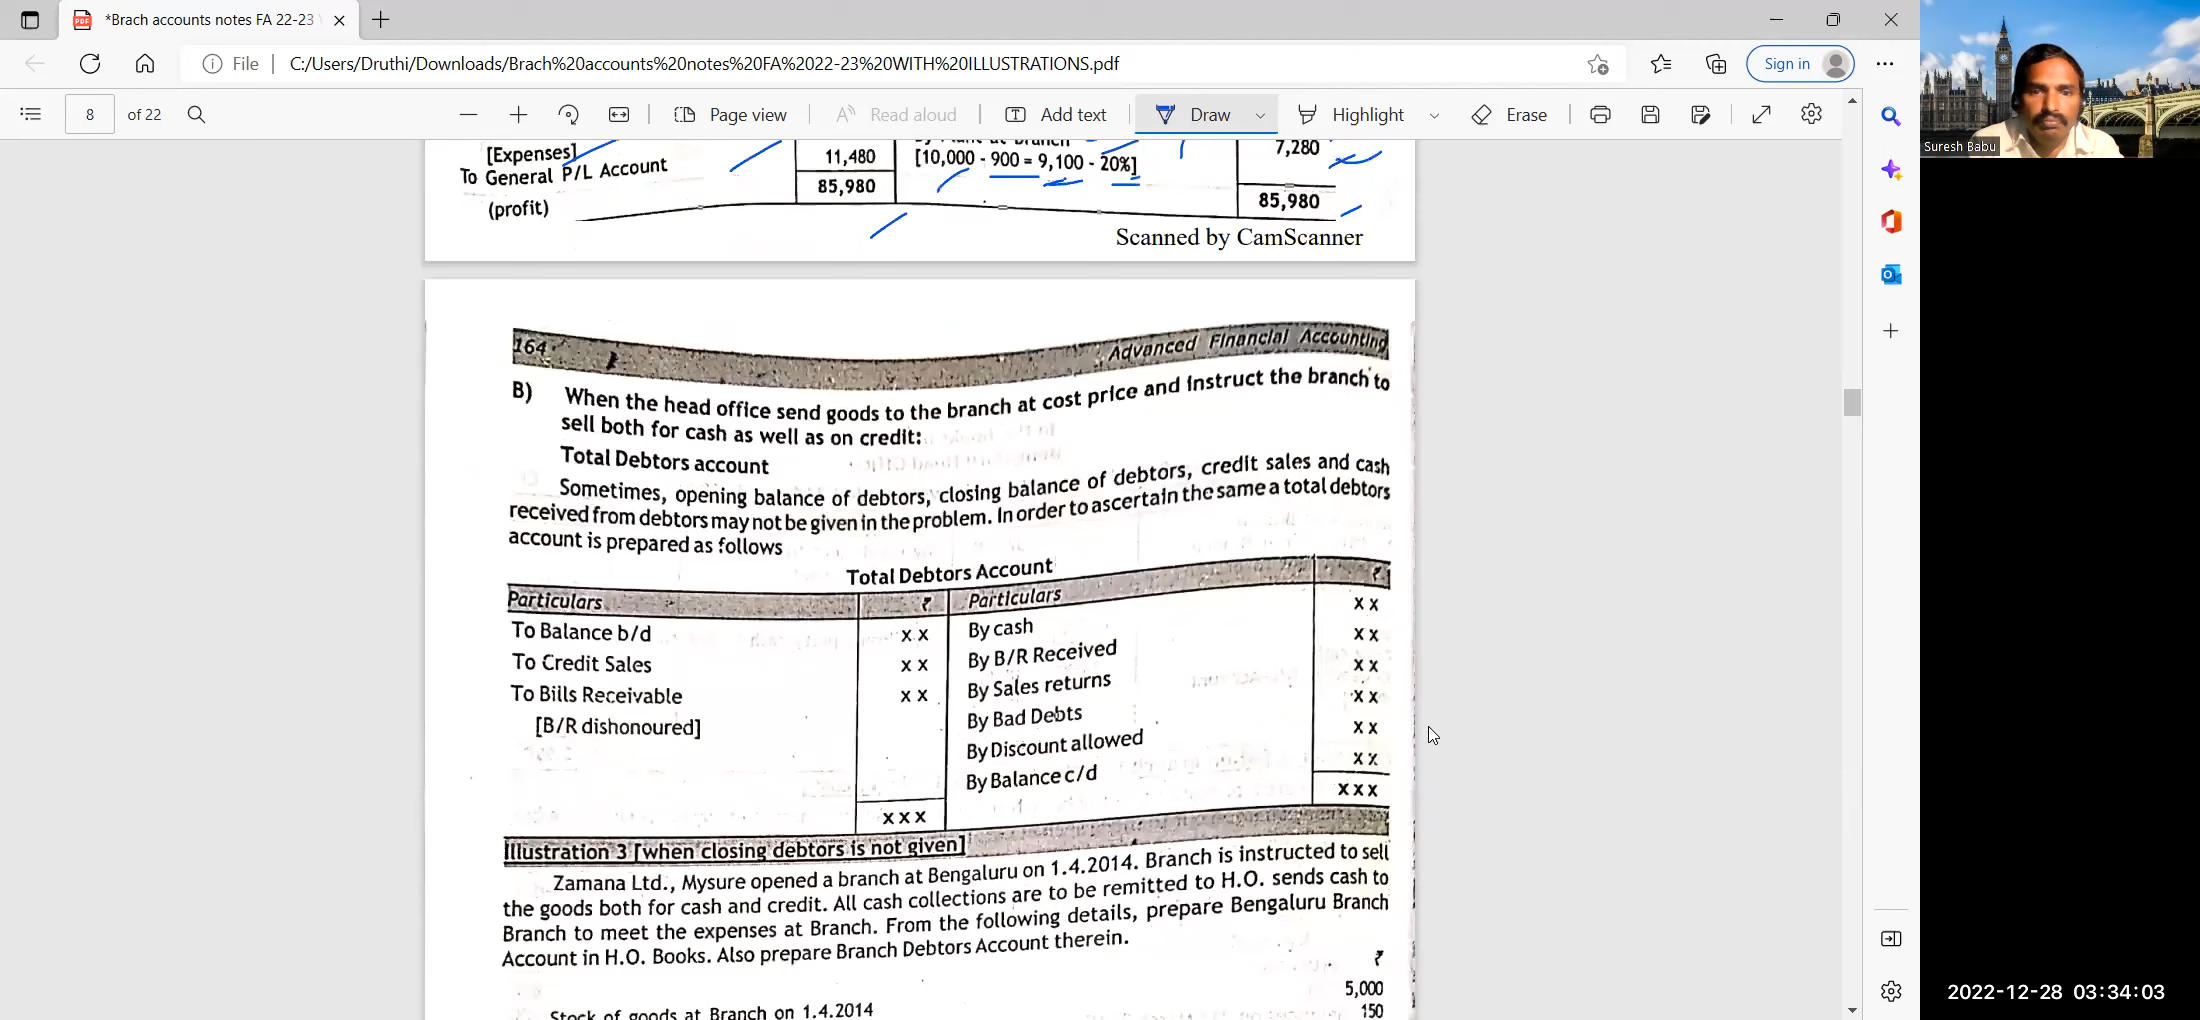 *Brach accounts notes FA 22-23
File
C:/Users/Druthi/Downloads/Brach%20accounts%20notes%20FA%2022-23%20WITH%20ILLUSTRATIONS.pdf
Sign in
8 of 22
Page view
Read aloud
Add text
Draw
Highlight
Erase
Suresh Babu
[Expenses] 7,280
To General P/L Account 11,480 [10,000 - 900 = 9,100 - 20%]
(profit) 85,980 85,980
Scanned by CamScanner
164 Advanced Financial Accounting
B) When the head office send goods to the branch at cost price and instruct the branch to
sell both for cash as well as on credit:
Total Debtors account
Sometimes, opening balance of debtors, closing balance of debtors, credit sales and cash
received from debtors may not be given in the problem. In order to ascertain the same a total debtors
account is prepared as follows
Total Debtors Account
Particulars ₹ Particulars ₹
To Balance b/d x x By cash x x
To Credit Sales x x By B/R Received x x
To Bills Receivable x x By Sales returns x x
[B/R dishonoured] By Bad Debts x x
By Discount allowed x x
By Balance c/d x x
x x x x x x
Illustration 3 [when closing debtors is not given]
Zamana Ltd., Mysure opened a branch at Bengaluru on 1.4.2014. Branch is instructed to sell
the goods both for cash and credit. All cash collections are to be remitted to H.O. sends cash to
Branch to meet the expenses at Branch. From the following details, prepare Bengaluru Branch
Account in H.O. Books. Also prepare Branch Debtors Account therein.
₹
Stock of goods at Branch on 1.4.2014 5,000
150
2022-12-28 03:34:03